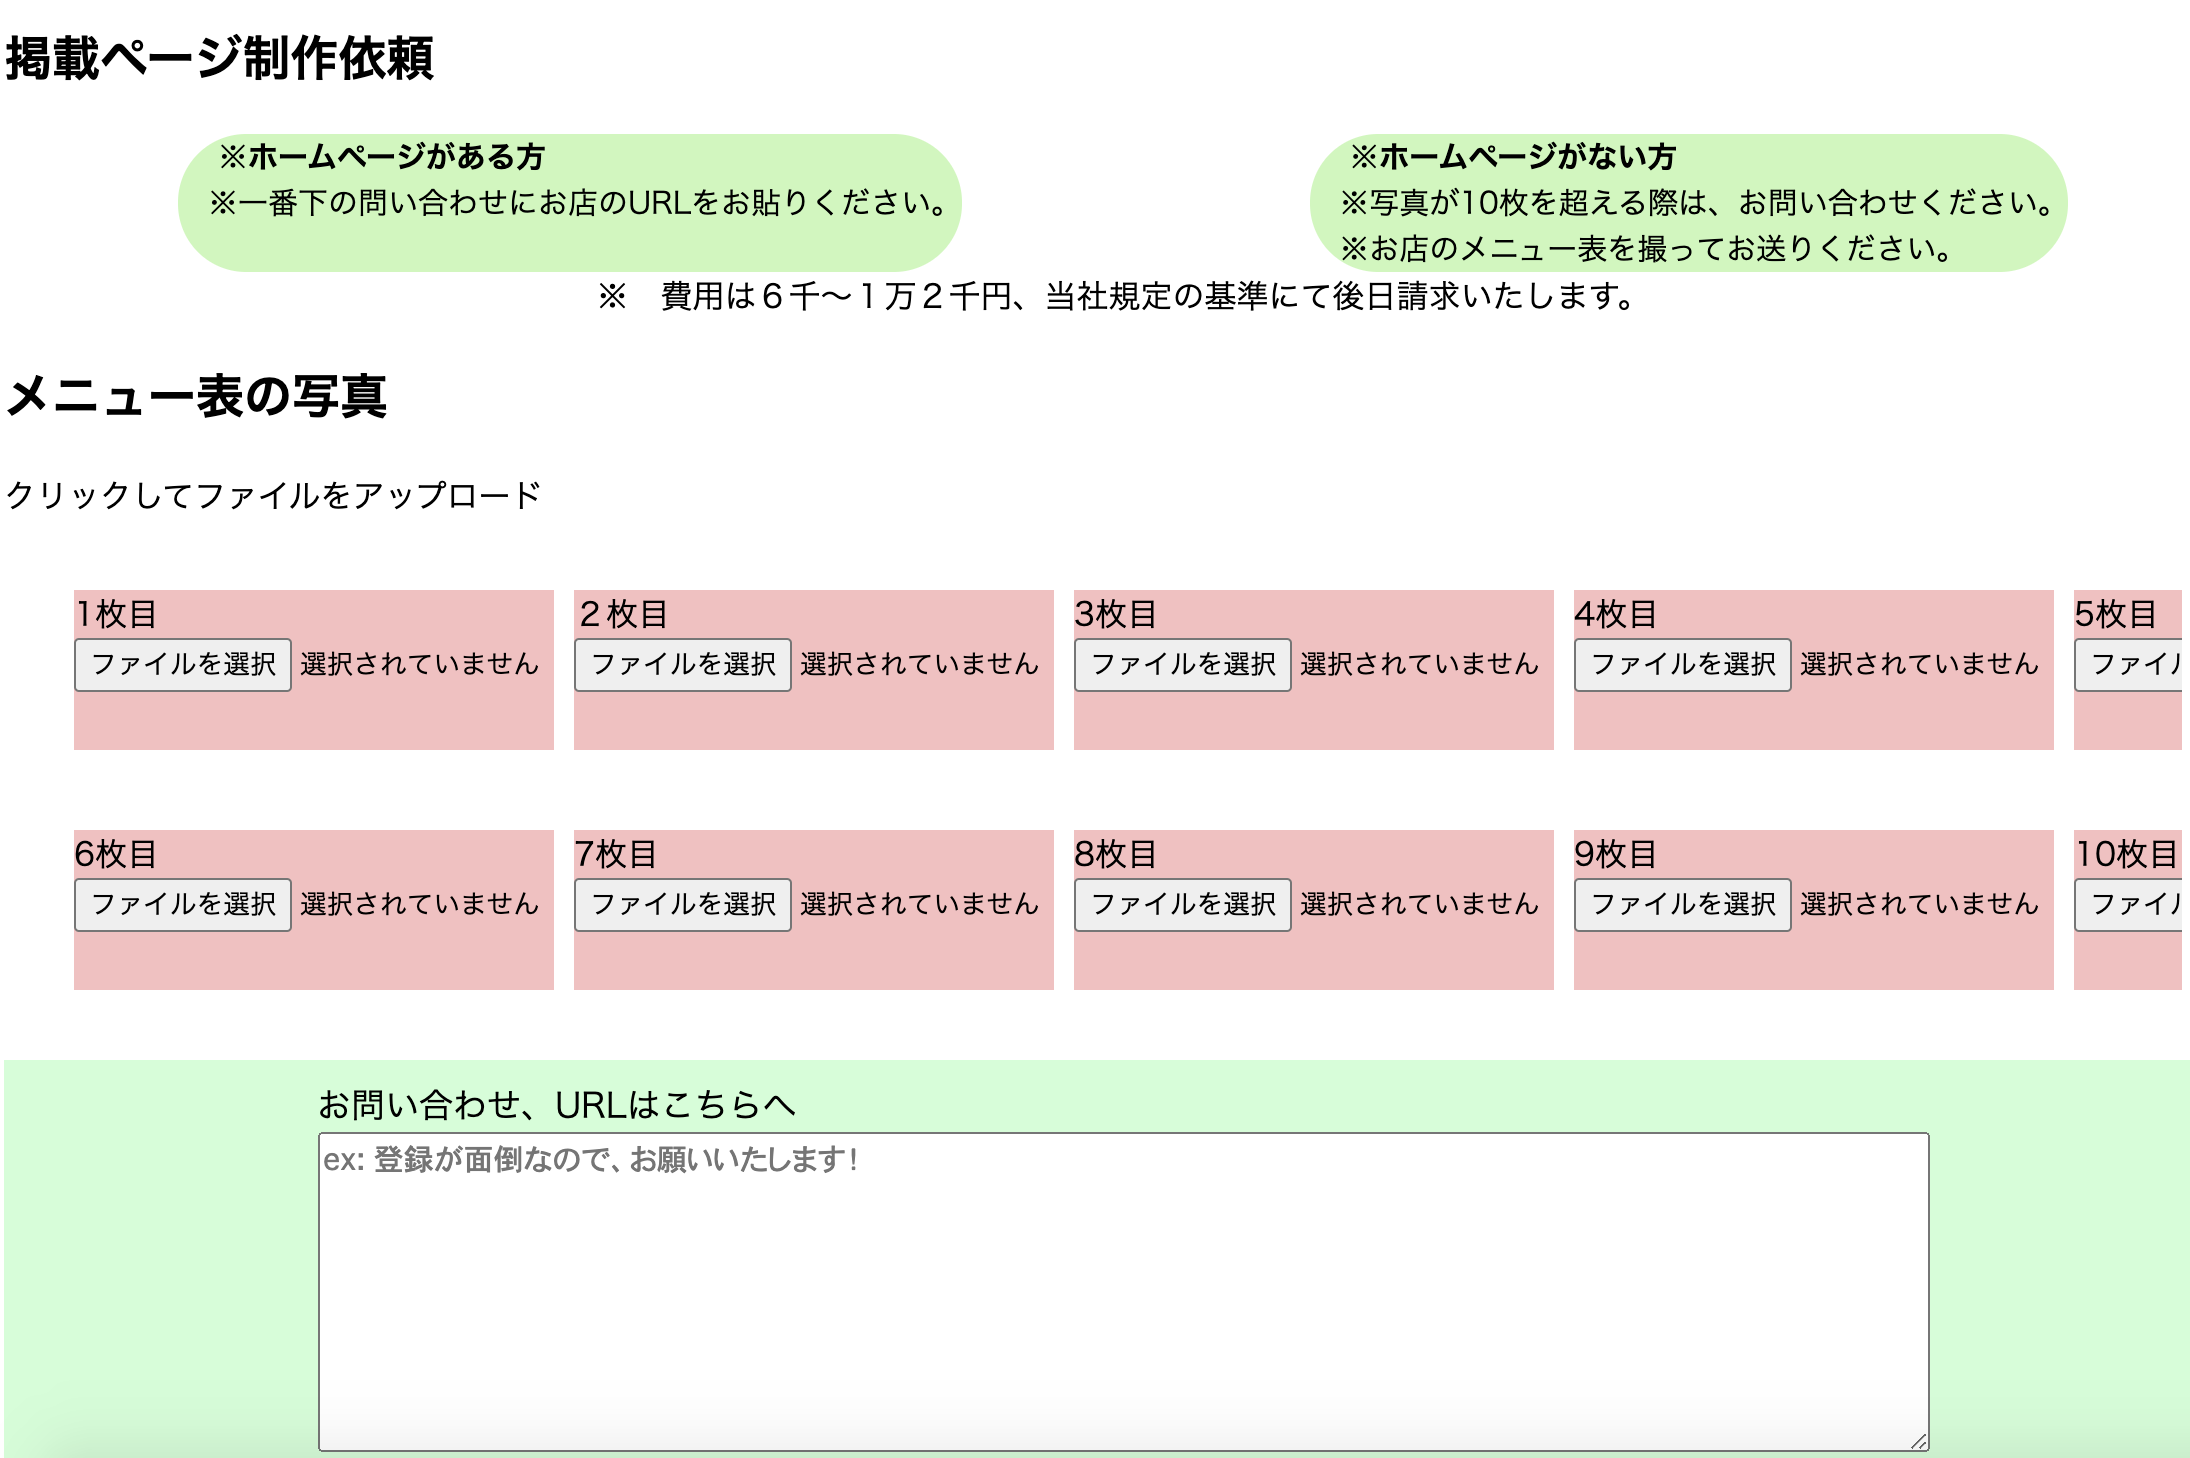 掲載ページ制作依頼
※ホームページがある方
※一番下の問い合わせにお店のURLをお貼りください。
※ホームページがない方
※写真が10枚を超える際は、お問い合わせください。
※お店のメニュー表を撮ってお送りください。
※　費用は６千〜１万２千円、当社規定の基準にて後日請求いたします。
メニュー表の写真
クリックしてファイルをアップロード
1枚目 ２枚目 3枚目 4枚目 5枚目
ファイルを選択 選択されていません ファイルを選択 選択されていません ファイルを選択 選択されていません ファイルを選択 選択されていません ファイル
6枚目 7枚目 8枚目 9枚目 10枚目
ファイルを選択 選択されていません ファイルを選択 選択されていません ファイルを選択 選択されていません ファイルを選択 選択されていません ファイル
お問い合わせ、URLはこちらへ
ex: 登録が面倒なので、お願いいたします！